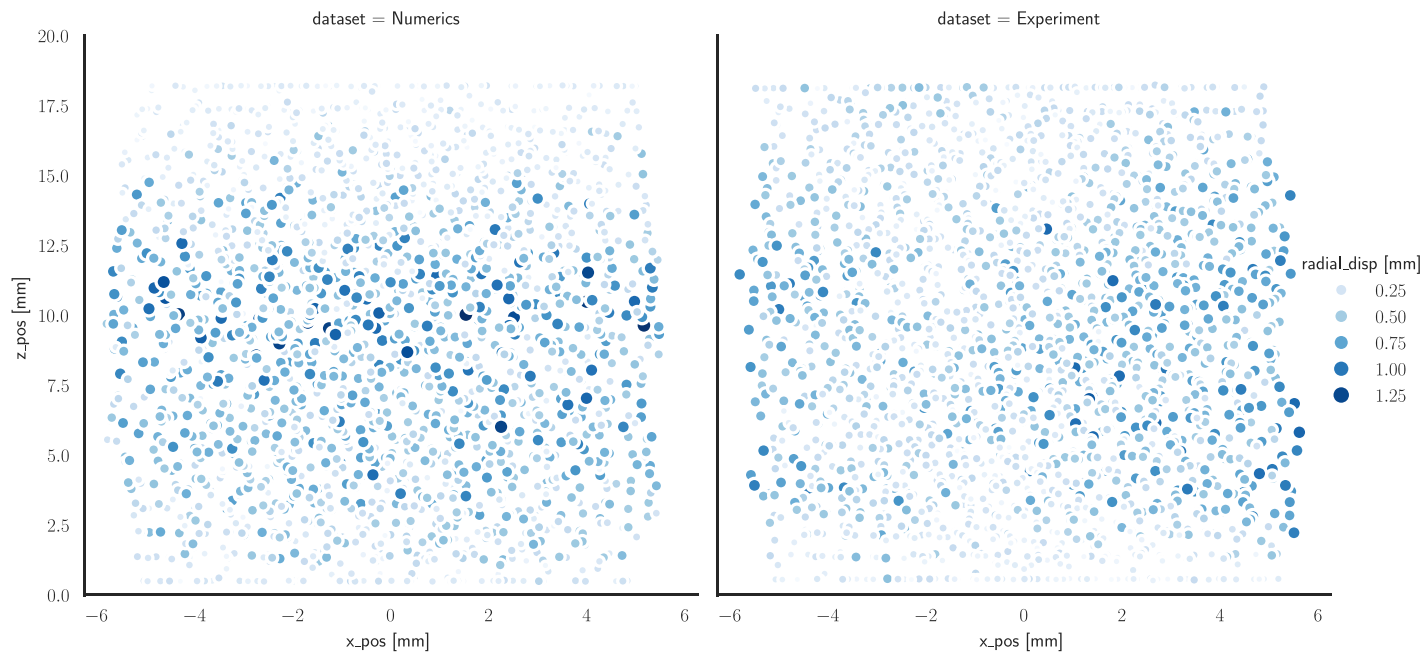 dataset = Numerics
dataset = Experiment
20.0
17.5
15.0
12.5
10.0
7.5
5.0
2.5
0.0
z_pos [mm]
−6 −4 −2 0 2 4 6
x_pos [mm]
−6 −4 −2 0 2 4 6
x_pos [mm]
radial_disp [mm]
0.25
0.50
0.75
1.00
1.25